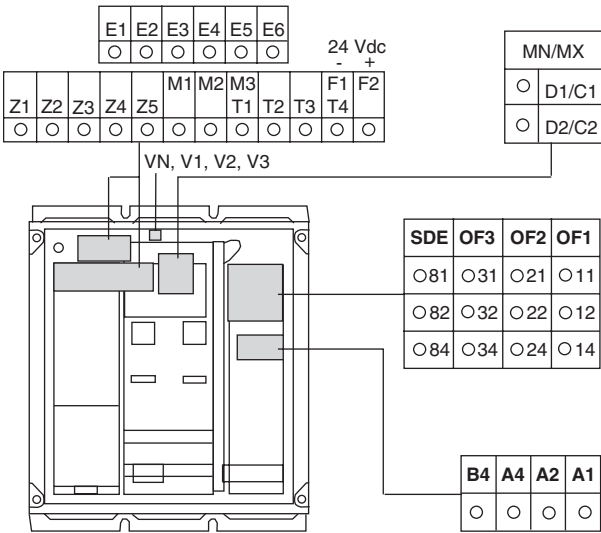 E1 E2 E3 E4 E5 E6
24 Vdc
- +
MN/MX
M1 M2 M3 F1 F2
Z1 Z2 Z3 Z4 Z5 T1 T2 T3 T4
D1/C1
D2/C2
VN, V1, V2, V3
SDE OF3 OF2 OF1
81 31 21 11
82 32 22 12
84 34 24 14
B4 A4 A2 A1